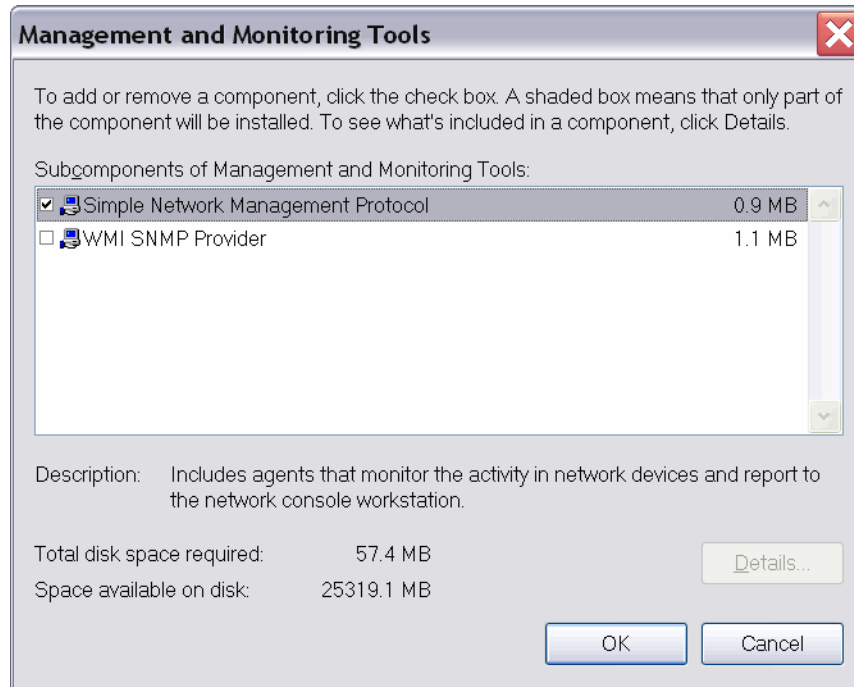 Management and Monitoring Tools
To add or remove a component, click the check box. A shaded box means that only part of
the component will be installed. To see what's included in a component, click Details.
Subcomponents of Management and Monitoring Tools:
Simple Network Management Protocol 0.9 MB
WMI SNMP Provider 1.1 MB
Description: Includes agents that monitor the activity in network devices and report to
the network console workstation.
Total disk space required: 57.4 MB
Details...
Space available on disk: 25319.1 MB
OK Cancel